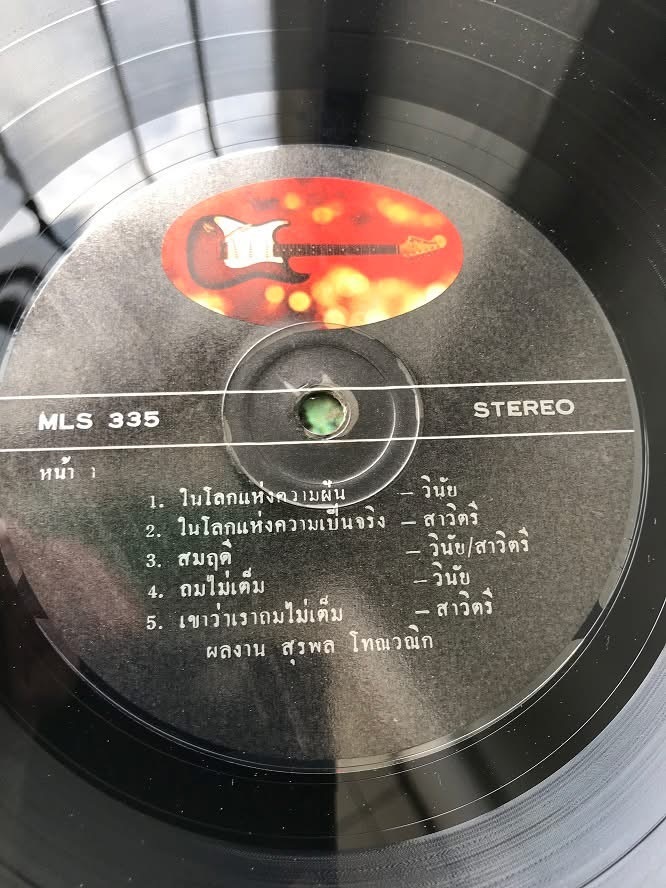 MLS 335
STEREO
หน้า ๑
1. ในโลกแห่งความฝัน – วินัย
2. ในโลกแห่งความเป็นจริง – สาวิตรี
3. สมฤดี – วินัย/สาวิตรี
4. ถมไม่เต็ม – วินัย
5. เขาว่าเราถมไม่เต็ม – สาวิตรี
ผลงาน สุรพล โทณวณิก